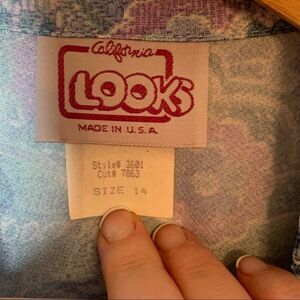 California
LOOKS
MADE IN U.S.A.
Style# 3601
Cut# 7863
SIZE 14